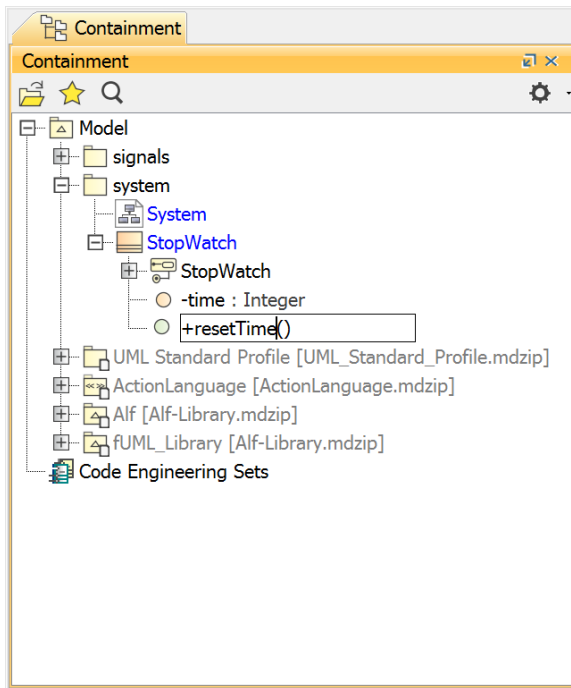 Containment
Containment
Model
signals
system
System
StopWatch
StopWatch
-time : Integer
+resetTime()
UML Standard Profile [UML_Standard_Profile.mdzip]
«»ActionLanguage [ActionLanguage.mdzip]
Alf [Alf-Library.mdzip]
fUML_Library [Alf-Library.mdzip]
Code Engineering Sets